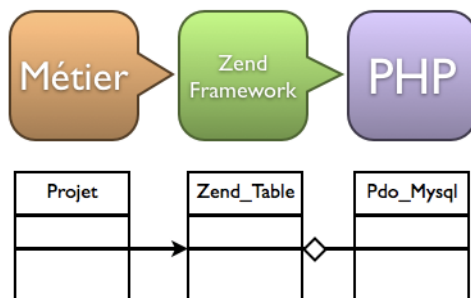 Métier
Zend
Framework
PHP
Projet
Zend_Table
Pdo_Mysql